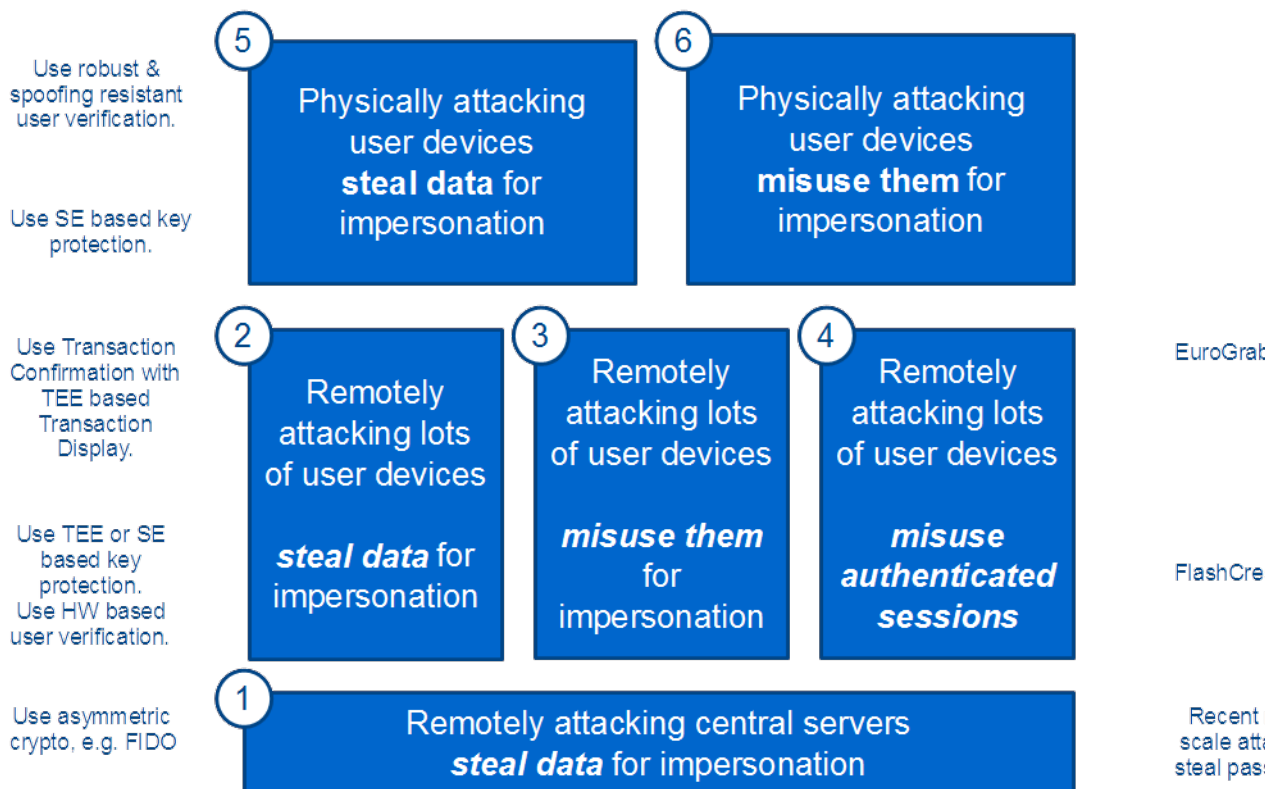 5
6
Use robust &
spoofing resistant
user verification.
Physically attacking
user devices
steal data for
impersonation
Physically attacking
user devices
misuse them for
impersonation
Use SE based key
protection.
2
3
4
Use Transaction
Confirmation with
TEE based
Transaction
Display.
Remotely
attacking lots
of user devices
steal data for
impersonation
Remotely
attacking lots
of user devices
misuse them
for
impersonation
Remotely
attacking lots
of user devices
misuse
authenticated
sessions
Use TEE or SE
based key
protection.
Use HW based
user verification.
1
Use asymmetric
crypto, e.g. FIDO
Remotely attacking central servers
steal data for impersonation
Recent
scale
steal